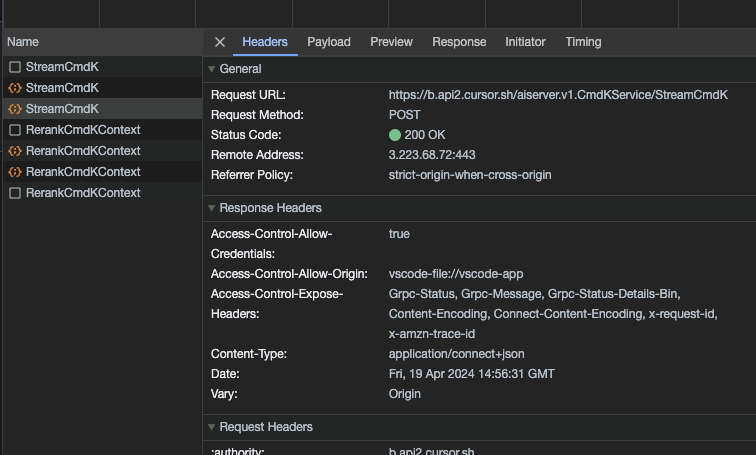 Name
Headers Payload Preview Response Initiator Timing
StreamCmdK
StreamCmdK
StreamCmdK
RerankCmdKContext
RerankCmdKContext
RerankCmdKContext
RerankCmdKContext
General
Request URL: https://b.api2.cursor.sh/aiserver.v1.CmdKService/StreamCmdK
Request Method: POST
Status Code: 200 OK
Remote Address: 3.223.68.72:443
Referrer Policy: strict-origin-when-cross-origin
Response Headers
Access-Control-Allow- true
Credentials:
Access-Control-Allow-Origin: vscode-file://vscode-app
Access-Control-Expose- Grpc-Status, Grpc-Message, Grpc-Status-Details-Bin,
Headers: Content-Encoding, Connect-Content-Encoding, x-request-id,
x-amzn-trace-id
Content-Type: application/connect+json
Date: Fri, 19 Apr 2024 14:56:31 GMT
Vary: Origin
Request Headers
:authority: b.api2.cursor.sh